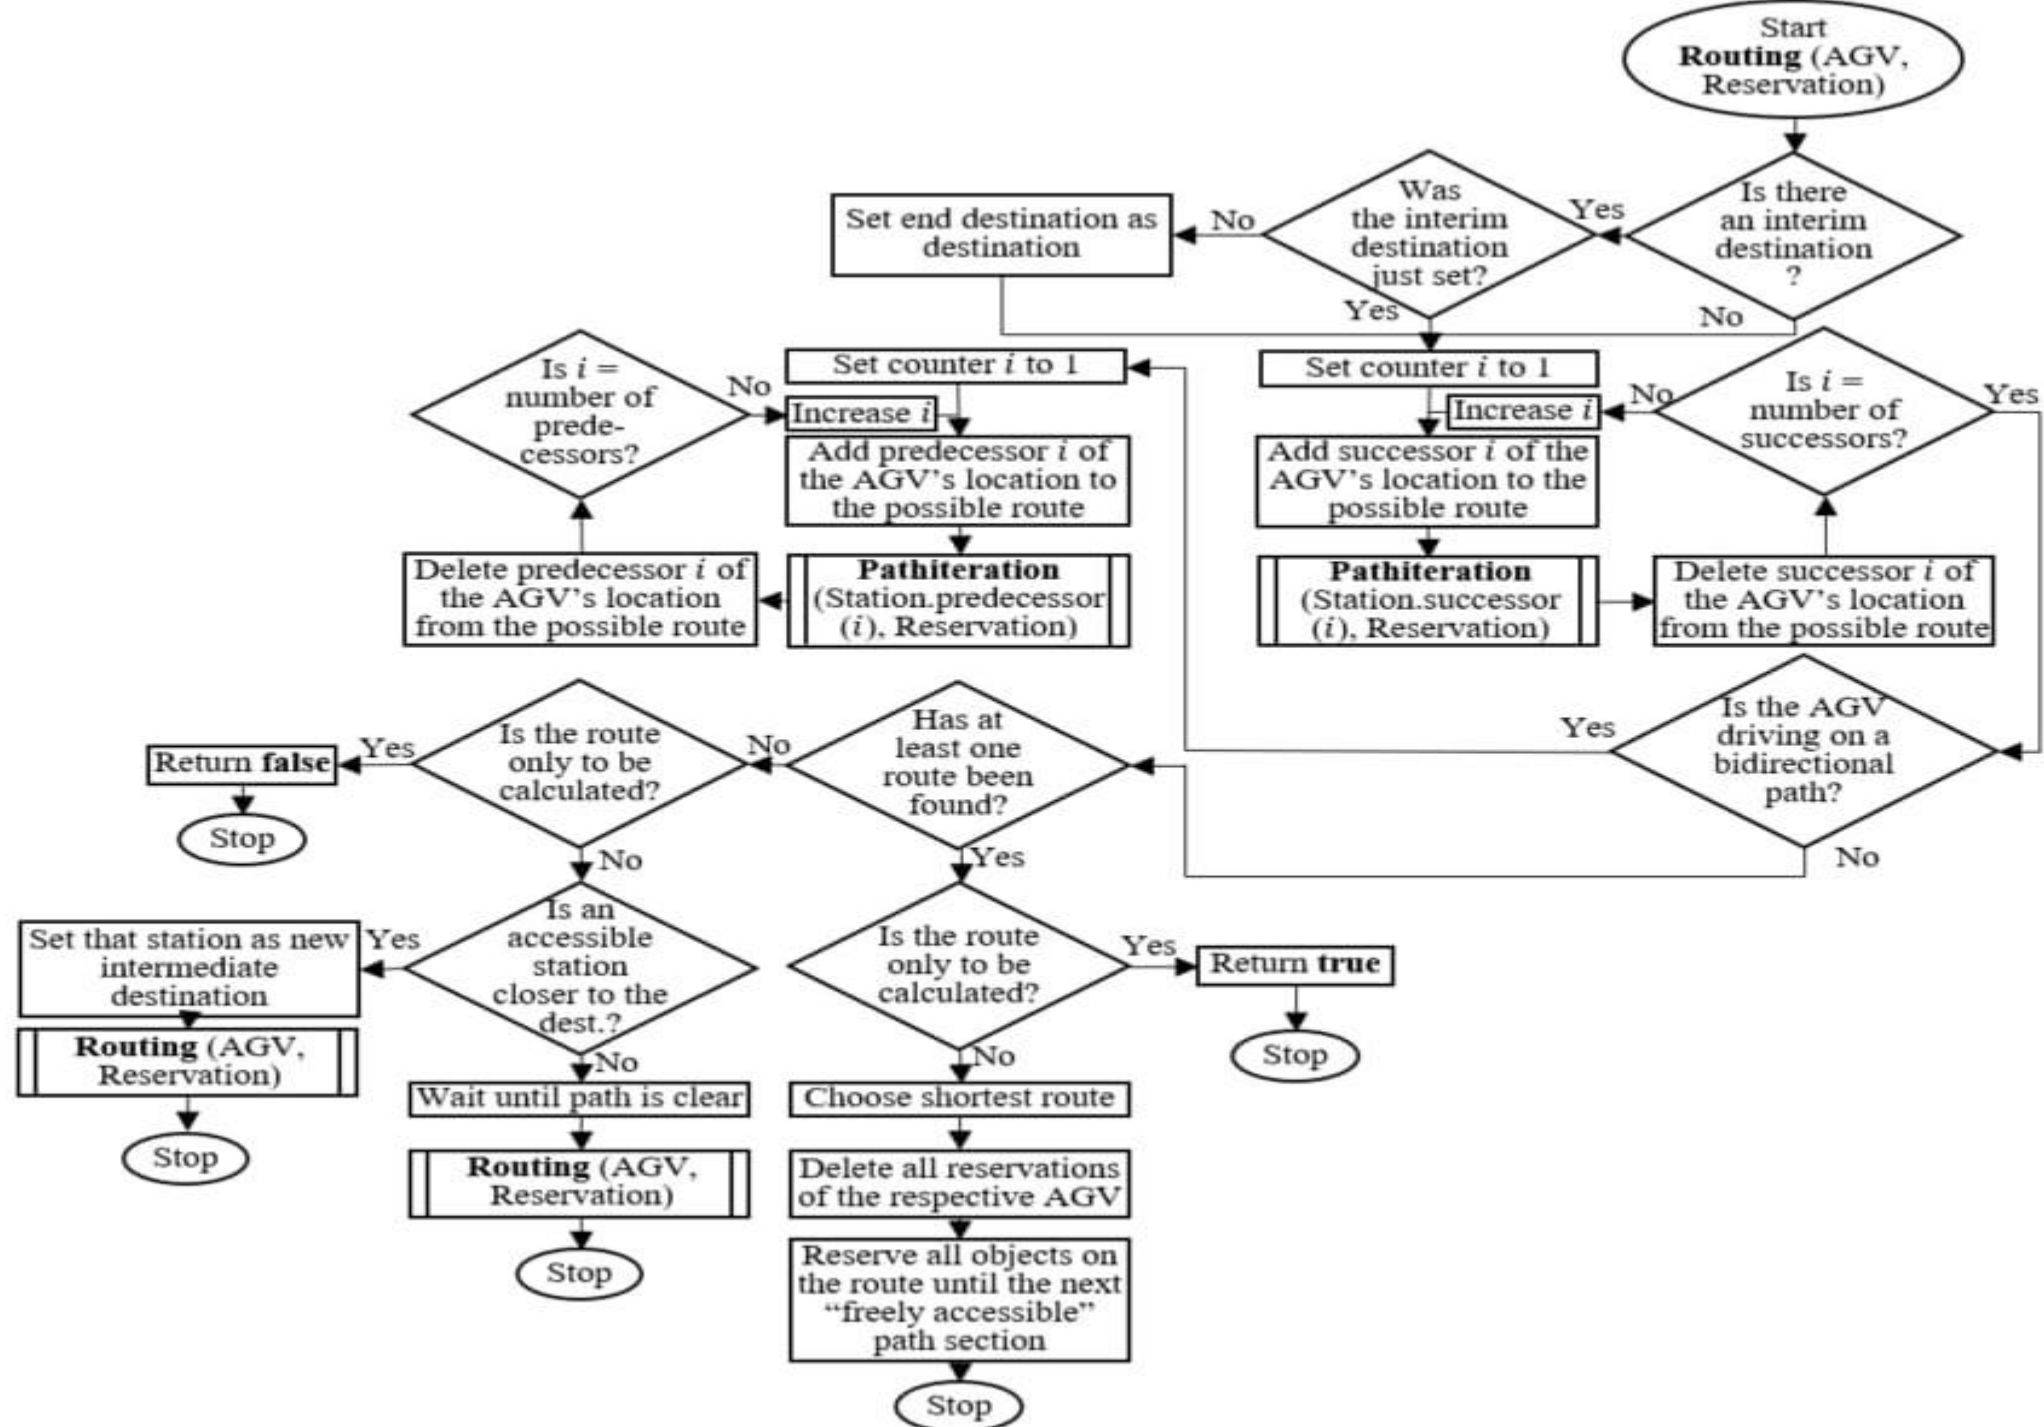 Start
Routing (AGV,
Reservation)
Is there
an interim
destination
?
Yes
No
Was
the interim
destination
just set?
No
Yes
Set end destination as
destination
Set counter i to 1
Increase i
Add successor i of the
AGV's location to the
possible route
Pathiteration
(Station.successor
(i), Reservation)
Delete successor i of
the AGV's location
from the possible route
Is i =
number of
successors?
No
Yes
Is the AGV
driving on a
bidirectional
path?
Yes
No
Set counter i to 1
Increase i
Add predecessor i of
the AGV's location to
the possible route
Pathiteration
(Station.predecessor
(i), Reservation)
Delete predecessor i of
the AGV's location
from the possible route
Is i =
number of
prede-
cessors?
No
Has at
least one
route been
found?
No
Yes
Is the route
only to be
calculated?
Yes
No
Return false
Stop
Is an
accessible
station
closer to the
dest.?
Yes
No
Set that station as new
intermediate
destination
Routing (AGV,
Reservation)
Stop
Wait until path is clear
Routing (AGV,
Reservation)
Stop
Is the route
only to be
calculated?
Yes
No
Return true
Stop
Choose shortest route
Delete all reservations
of the respective AGV
Reserve all objects on
the route until the next
“freely accessible”
path section
Stop